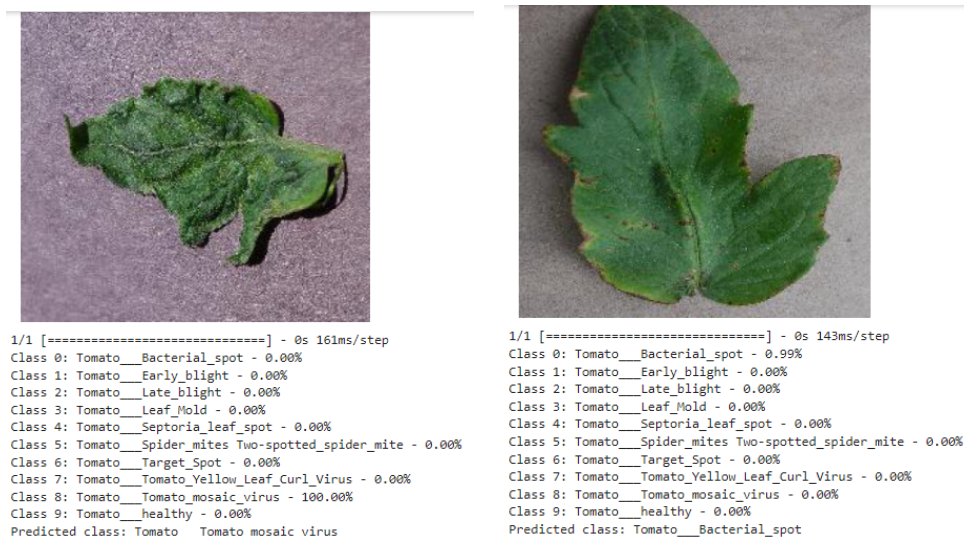 1/1 [==============================] - 0s 161ms/step
Class 0: Tomato___Bacterial_spot - 0.00%
Class 1: Tomato___Early_blight - 0.00%
Class 2: Tomato___Late_blight - 0.00%
Class 3: Tomato___Leaf_Mold - 0.00%
Class 4: Tomato___Septoria_leaf_spot - 0.00%
Class 5: Tomato___Spider_mites Two-spotted_spider_mite - 0.00%
Class 6: Tomato___Target_Spot - 0.00%
Class 7: Tomato___Tomato_Yellow_Leaf_Curl_Virus - 0.00%
Class 8: Tomato___Tomato_mosaic_virus - 100.00%
Class 9: Tomato___healthy - 0.00%
Predicted class: Tomato___Tomato_mosaic_virus
1/1 [==============================] - 0s 143ms/step
Class 0: Tomato___Bacterial_spot - 0.99%
Class 1: Tomato___Early_blight - 0.00%
Class 2: Tomato___Late_blight - 0.00%
Class 3: Tomato___Leaf_Mold - 0.00%
Class 4: Tomato___Septoria_leaf_spot - 0.00%
Class 5: Tomato___Spider_mites Two-spotted_spider_mite - 0.00%
Class 6: Tomato___Target_Spot - 0.00%
Class 7: Tomato___Tomato_Yellow_Leaf_Curl_Virus - 0.00%
Class 8: Tomato___Tomato_mosaic_virus - 0.00%
Class 9: Tomato___healthy - 0.00%
Predicted class: Tomato___Bacterial_spot